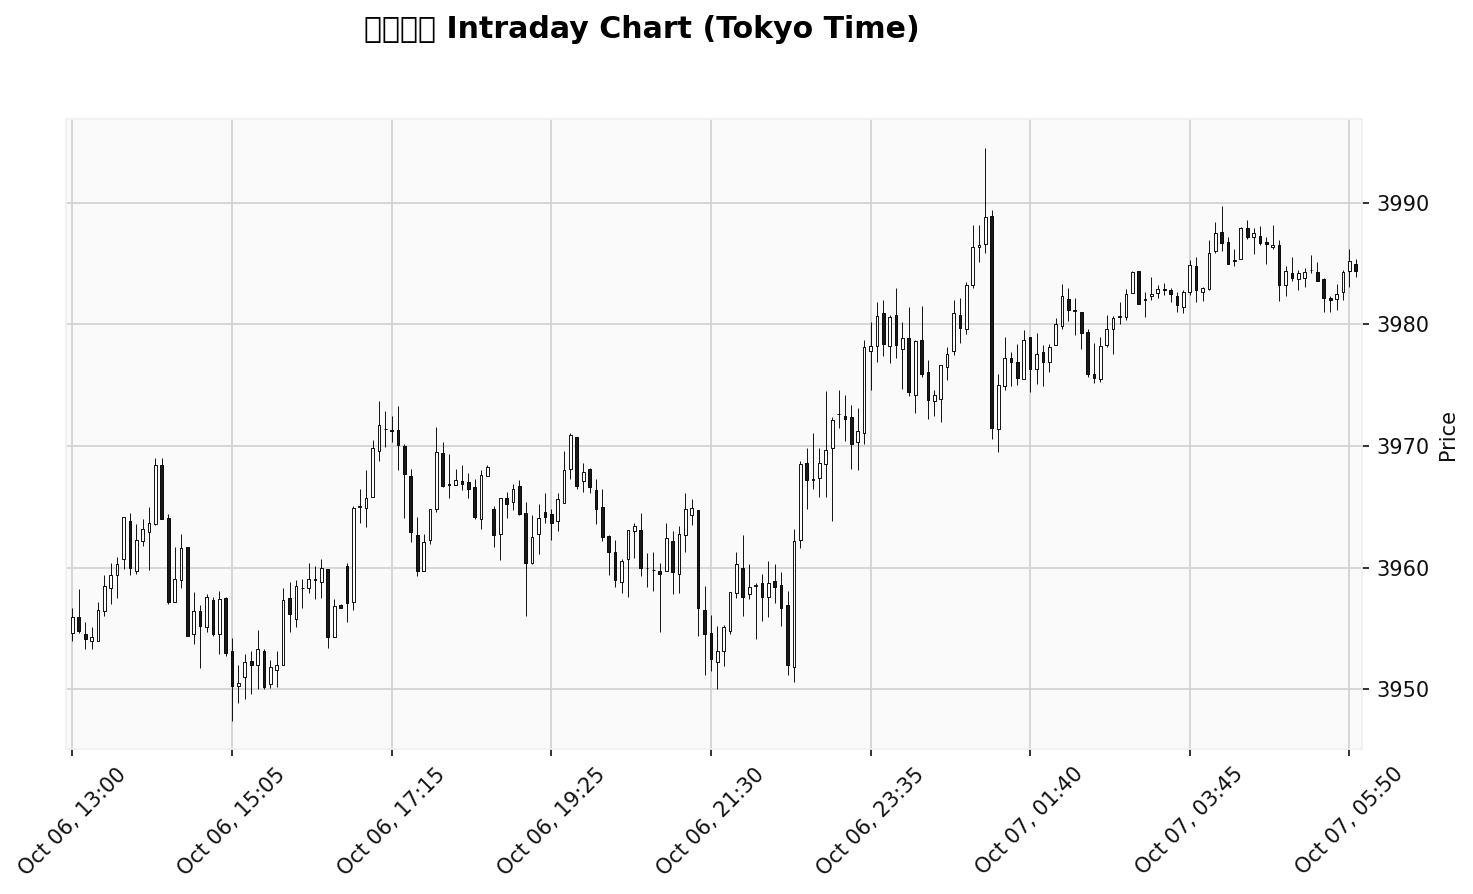 Intraday Chart (Tokyo Time)
3990
3980
3970
3960
3950
Price
Oct 06, 13:00
Oct 06, 15:05
Oct 06, 17:15
Oct 06, 19:25
Oct 06, 21:30
Oct 06, 23:35
Oct 07, 01:40
Oct 07, 03:45
Oct 07, 05:50